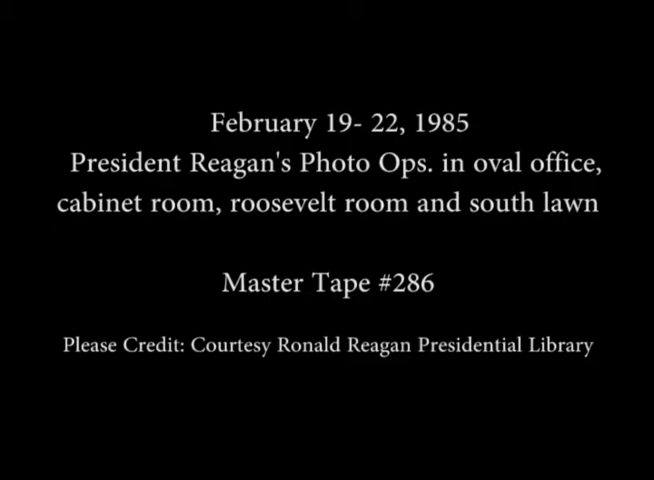 February 19- 22, 1985
President Reagan's Photo Ops. in oval office,
cabinet room, roosevelt room and south lawn
Master Tape #286
Please Credit: Courtesy Ronald Reagan Presidential Library